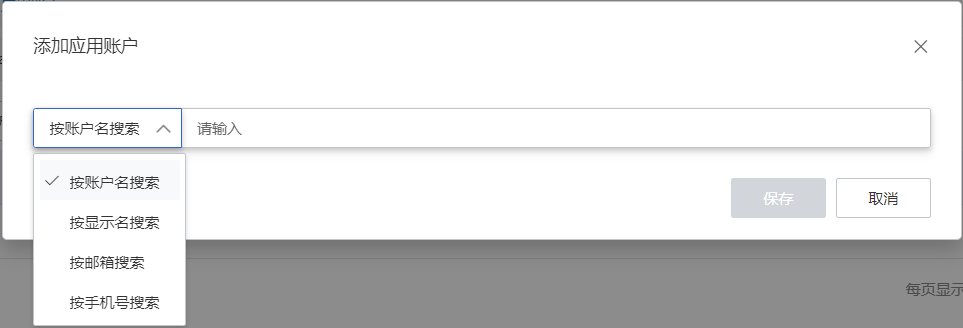 添加应用账户
按账户名搜索 请输入
按账户名搜索
按显示名搜索
保存 取消
按邮箱搜索
按手机号搜索
每页显示